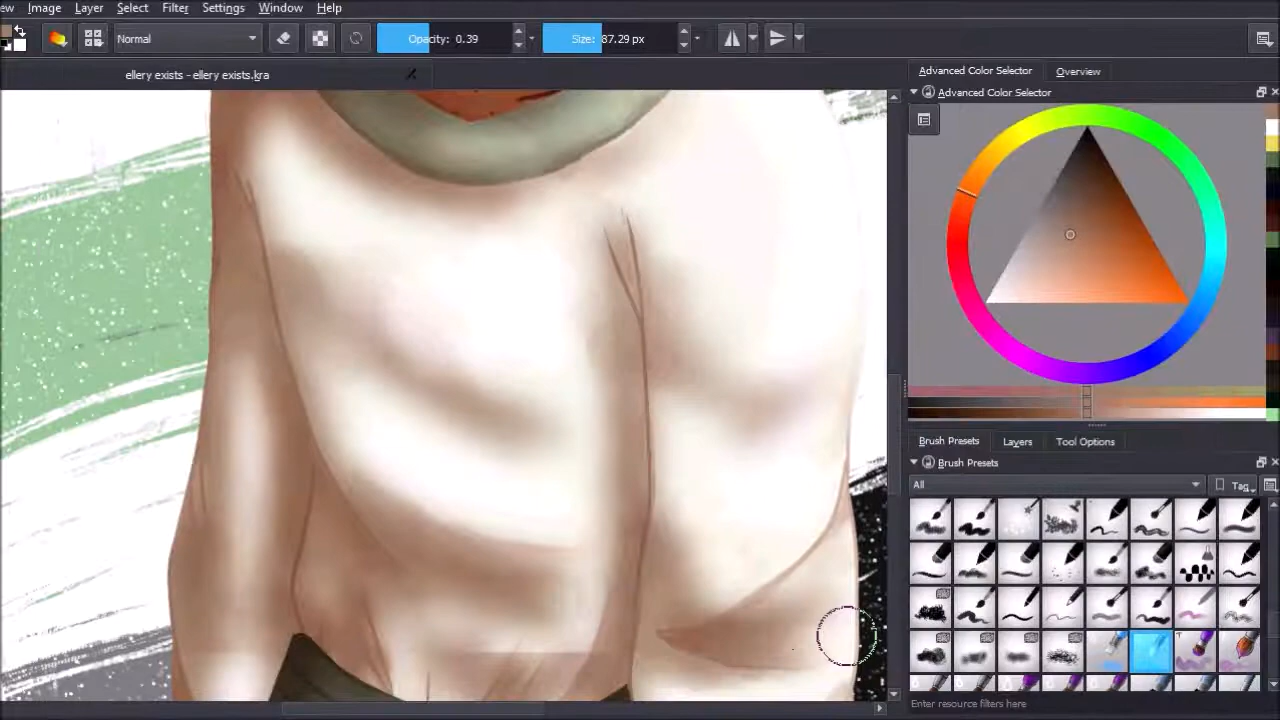 ew Image Layer Select Filter Settings Window Help
Normal Opacity: 0.39 Size: 87.29 px
ellery exists - ellery exists.kra
Advanced Color Selector Overview
Advanced Color Selector
Brush Presets Layers Tool Options
Brush Presets
All Tag
Enter resource filters here